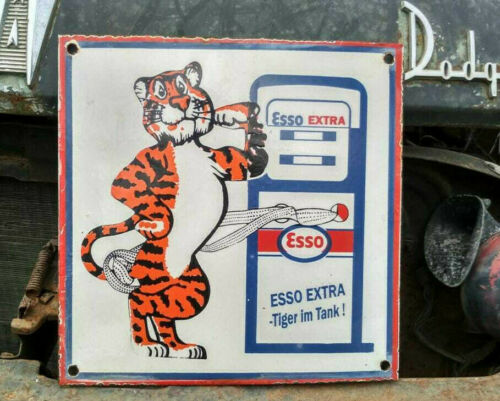 Dodge
Esso EXTRA
Esso
ESSO EXTRA
-Tiger im Tank !